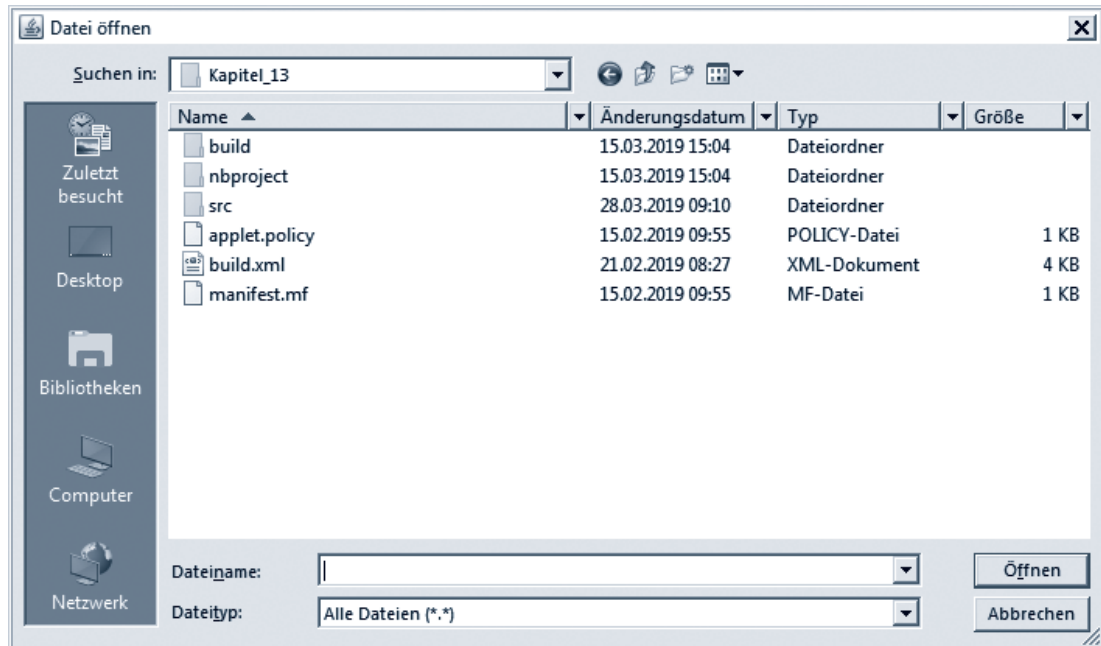 Datei öffnen
Suchen in: Kapitel_13
Name Änderungsdatum Typ Größe
build 15.03.2019 15:04 Dateiordner
nbproject 15.03.2019 15:04 Dateiordner
src 28.03.2019 09:10 Dateiordner
applet.policy 15.02.2019 09:55 POLICY-Datei 1 KB
build.xml 21.02.2019 08:27 XML-Dokument 4 KB
manifest.mf 15.02.2019 09:55 MF-Datei 1 KB
Zuletzt
besucht
Desktop
Bibliotheken
Computer
Netzwerk
Dateiname:
Öffnen
Dateityp: Alle Dateien (*.*)
Abbrechen